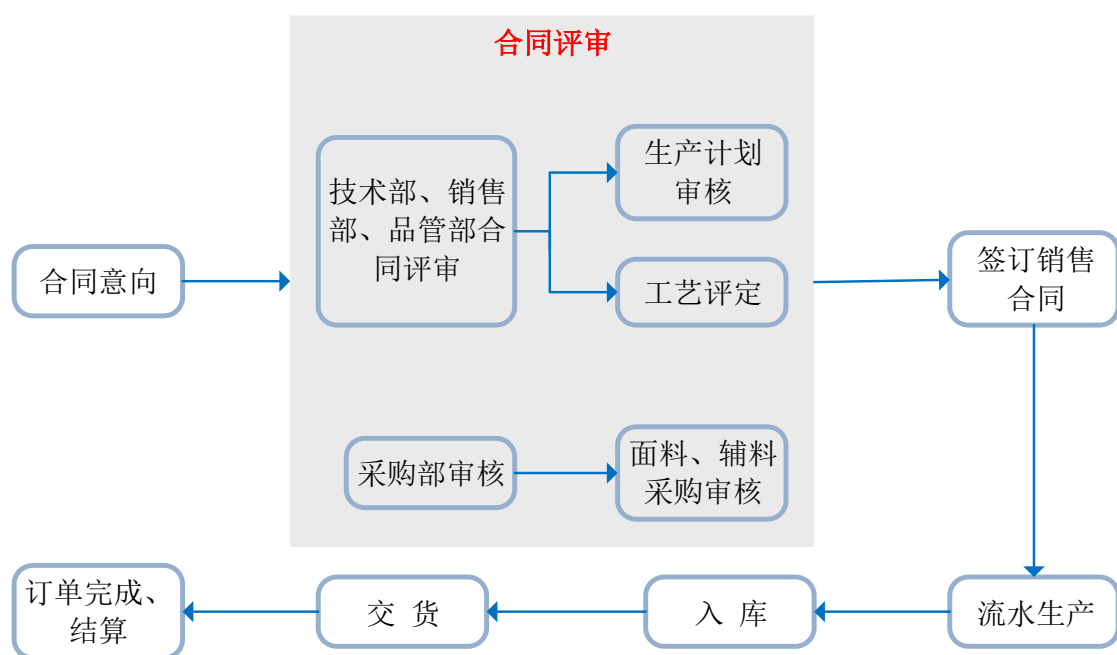 合同评审
技术部、销售
部、品管部合
同评审
生产计划
审核
工艺评定
合同意向
签订销售
合同
采购部审核
面料、辅料
采购审核
流水生产
入 库
交 货
订单完成、
结算